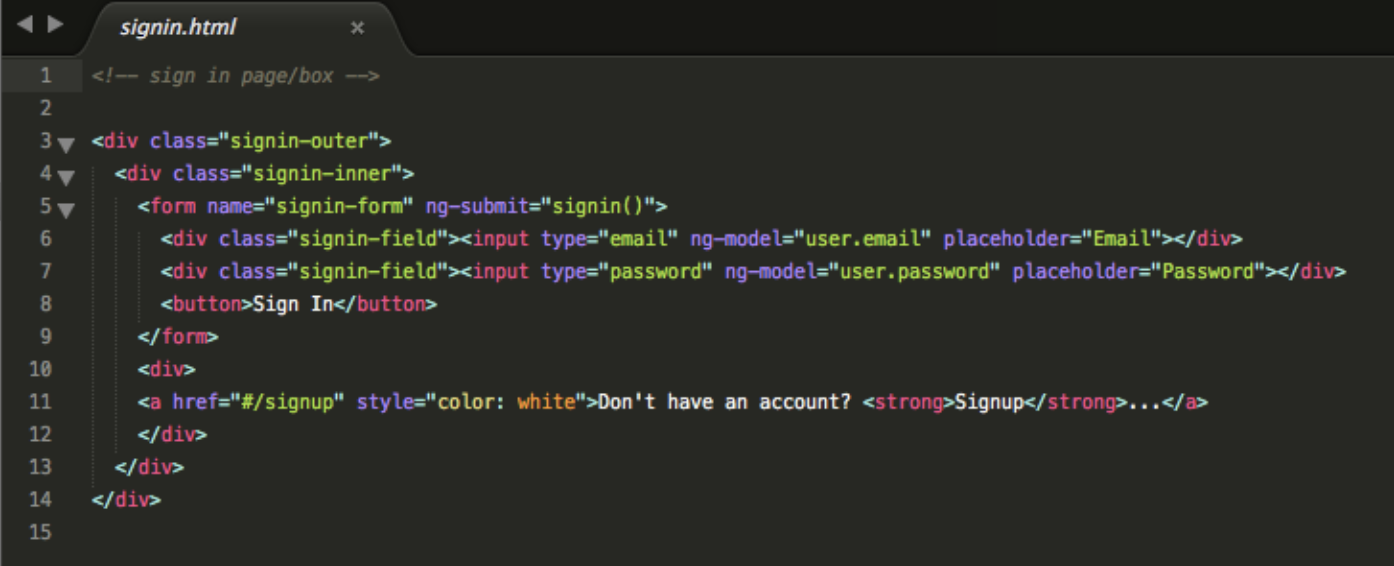 signin.html ×
1 <!-- sign in page/box -->
2
3 <div class="signin-outer">
4   <div class="signin-inner">
5     <form name="signin-form" ng-submit="signin()">
6       <div class="signin-field"><input type="email" ng-model="user.email" placeholder="Email"></div>
7       <div class="signin-field"><input type="password" ng-model="user.password" placeholder="Password"></div>
8       <button>Sign In</button>
9     </form>
10     <div>
11     <a href="#/signup" style="color: white">Don't have an account? <strong>Signup</strong>...</a>
12     </div>
13   </div>
14 </div>
15